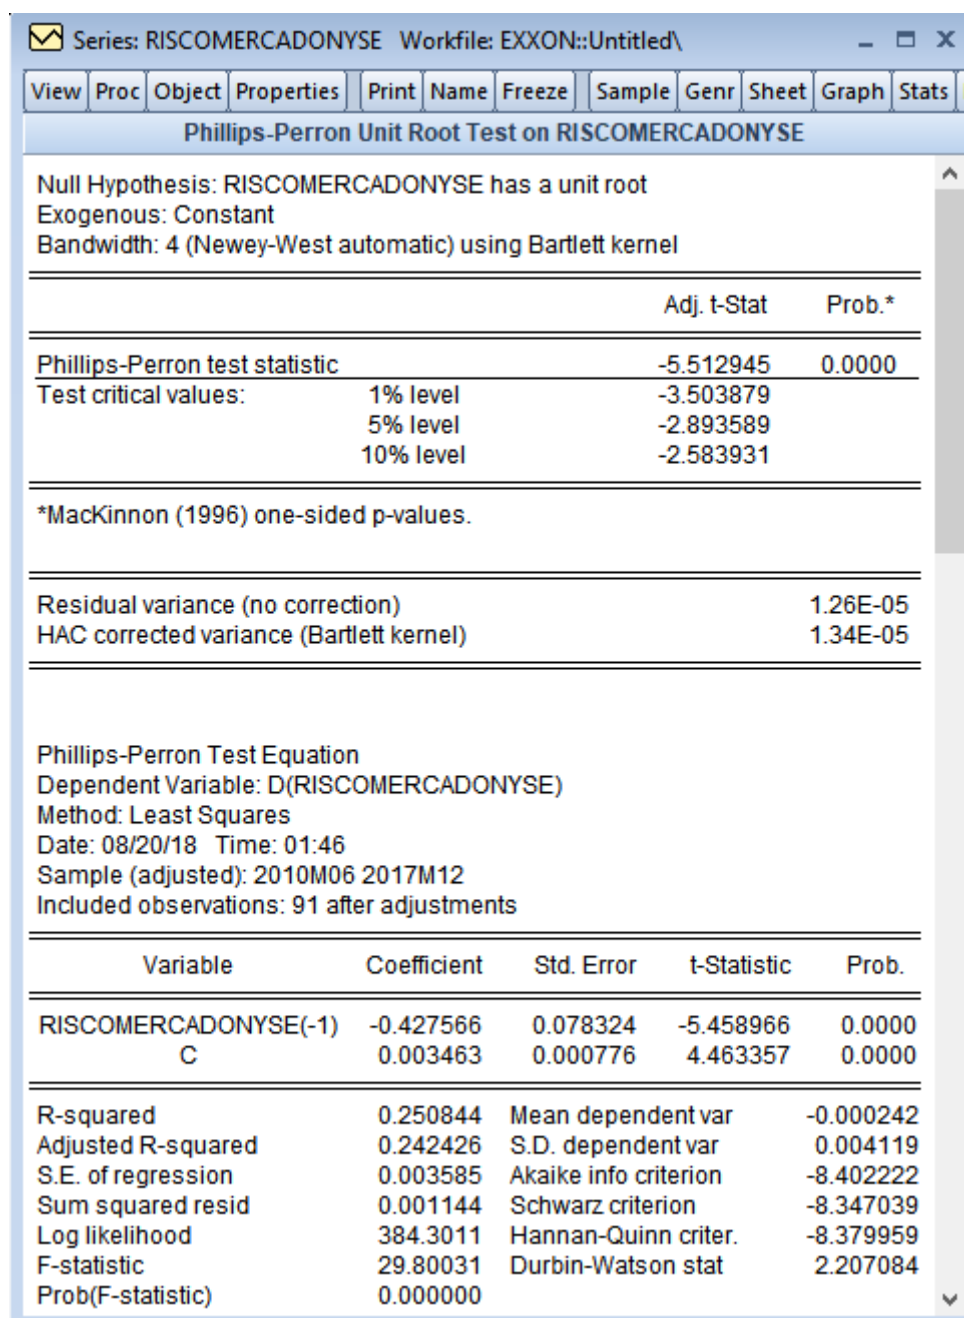 Series: RISCOMERCADONYSE Workfile: EXXON::Untitled\
View Proc Object Properties Print Name Freeze Sample Genr Sheet Graph Stats
Phillips-Perron Unit Root Test on RISCOMERCADONYSE
Null Hypothesis: RISCOMERCADONYSE has a unit root
Exogenous: Constant
Bandwidth: 4 (Newey-West automatic) using Bartlett kernel
Adj. t-Stat Prob.*
Phillips-Perron test statistic -5.512945 0.0000
Test critical values: 1% level -3.503879
5% level -2.893589
10% level -2.583931
*MacKinnon (1996) one-sided p-values.
Residual variance (no correction) 1.26E-05
HAC corrected variance (Bartlett kernel) 1.34E-05
Phillips-Perron Test Equation
Dependent Variable: D(RISCOMERCADONYSE)
Method: Least Squares
Date: 08/20/18 Time: 01:46
Sample (adjusted): 2010M06 2017M12
Included observations: 91 after adjustments
Variable Coefficient Std. Error t-Statistic Prob.
RISCOMERCADONYSE(-1) -0.427566 0.078324 -5.458966 0.0000
C 0.003463 0.000776 4.463357 0.0000
R-squared 0.250844 Mean dependent var -0.000242
Adjusted R-squared 0.242426 S.D. dependent var 0.004119
S.E. of regression 0.003585 Akaike info criterion -8.402222
Sum squared resid 0.001144 Schwarz criterion -8.347039
Log likelihood 384.3011 Hannan-Quinn criter. -8.379959
F-statistic 29.80031 Durbin-Watson stat 2.207084
Prob(F-statistic) 0.000000